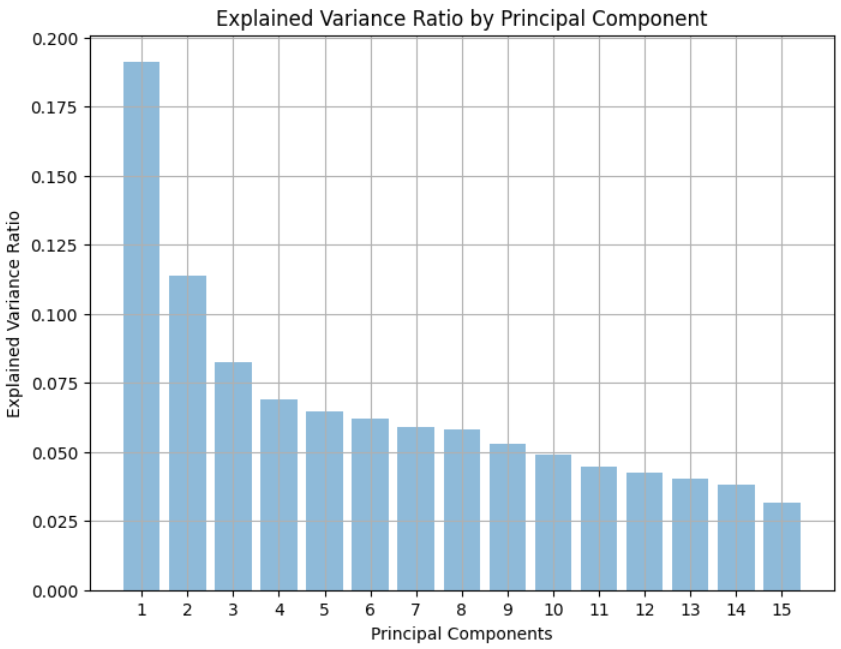 Explained Variance Ratio by Principal Component
0.200
0.175
0.150
0.125
0.100
0.075
0.050
0.025
0.000
Explained Variance Ratio
1 2 3 4 5 6 7 8 9 10 11 12 13 14 15
Principal Components